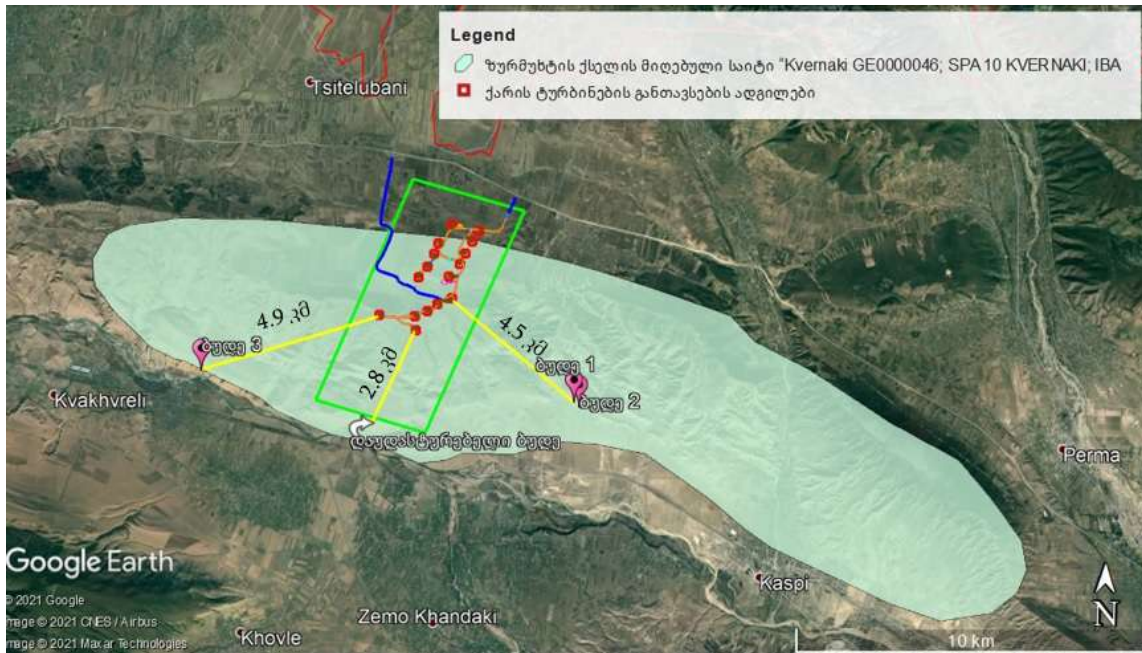 Legend
ზურმუხტის ქსელის მიღებული საიტი "Kvernaki GE0000046; SPA 10 KVERNAKI; IBA
ქარის ტურბინების განთავსების ადგილები
Tsitelubani
4.9 კმ
4.5 კმ
2.8 კმ
ბუდე 3
ბუდე 1
ბუდე 2
Kvakhvreli
დაუდასტურებელი ბუდე
Perma
Google Earth
Kaspi
© 2021 Google
Zemo Khandaki
mage © 2021 CNES / Airbus
N
Khovle
10 km
mage © 2021 Maxar Technologies